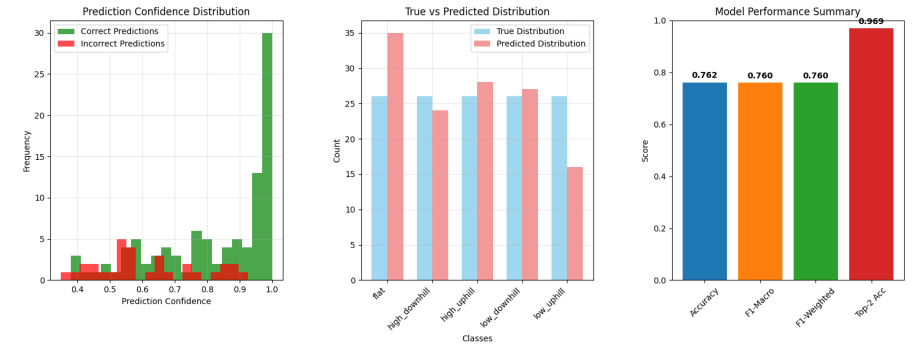 Prediction Confidence Distribution
Correct Predictions
Incorrect Predictions
Frequency
30
25
20
15
10
5
0
0.4 0.5 0.6 0.7 0.8 0.9 1.0
Prediction Confidence
True vs Predicted Distribution
True Distribution
Predicted Distribution
Count
35
30
25
20
15
10
5
0
flat high_downhill high_uphill low_downhill low_uphill
Classes
Model Performance Summary
Score
1.0
0.8
0.6
0.4
0.2
0.0
0.762 0.760 0.760 0.969
Accuracy F1-Macro F1-Weighted Top-2 Acc